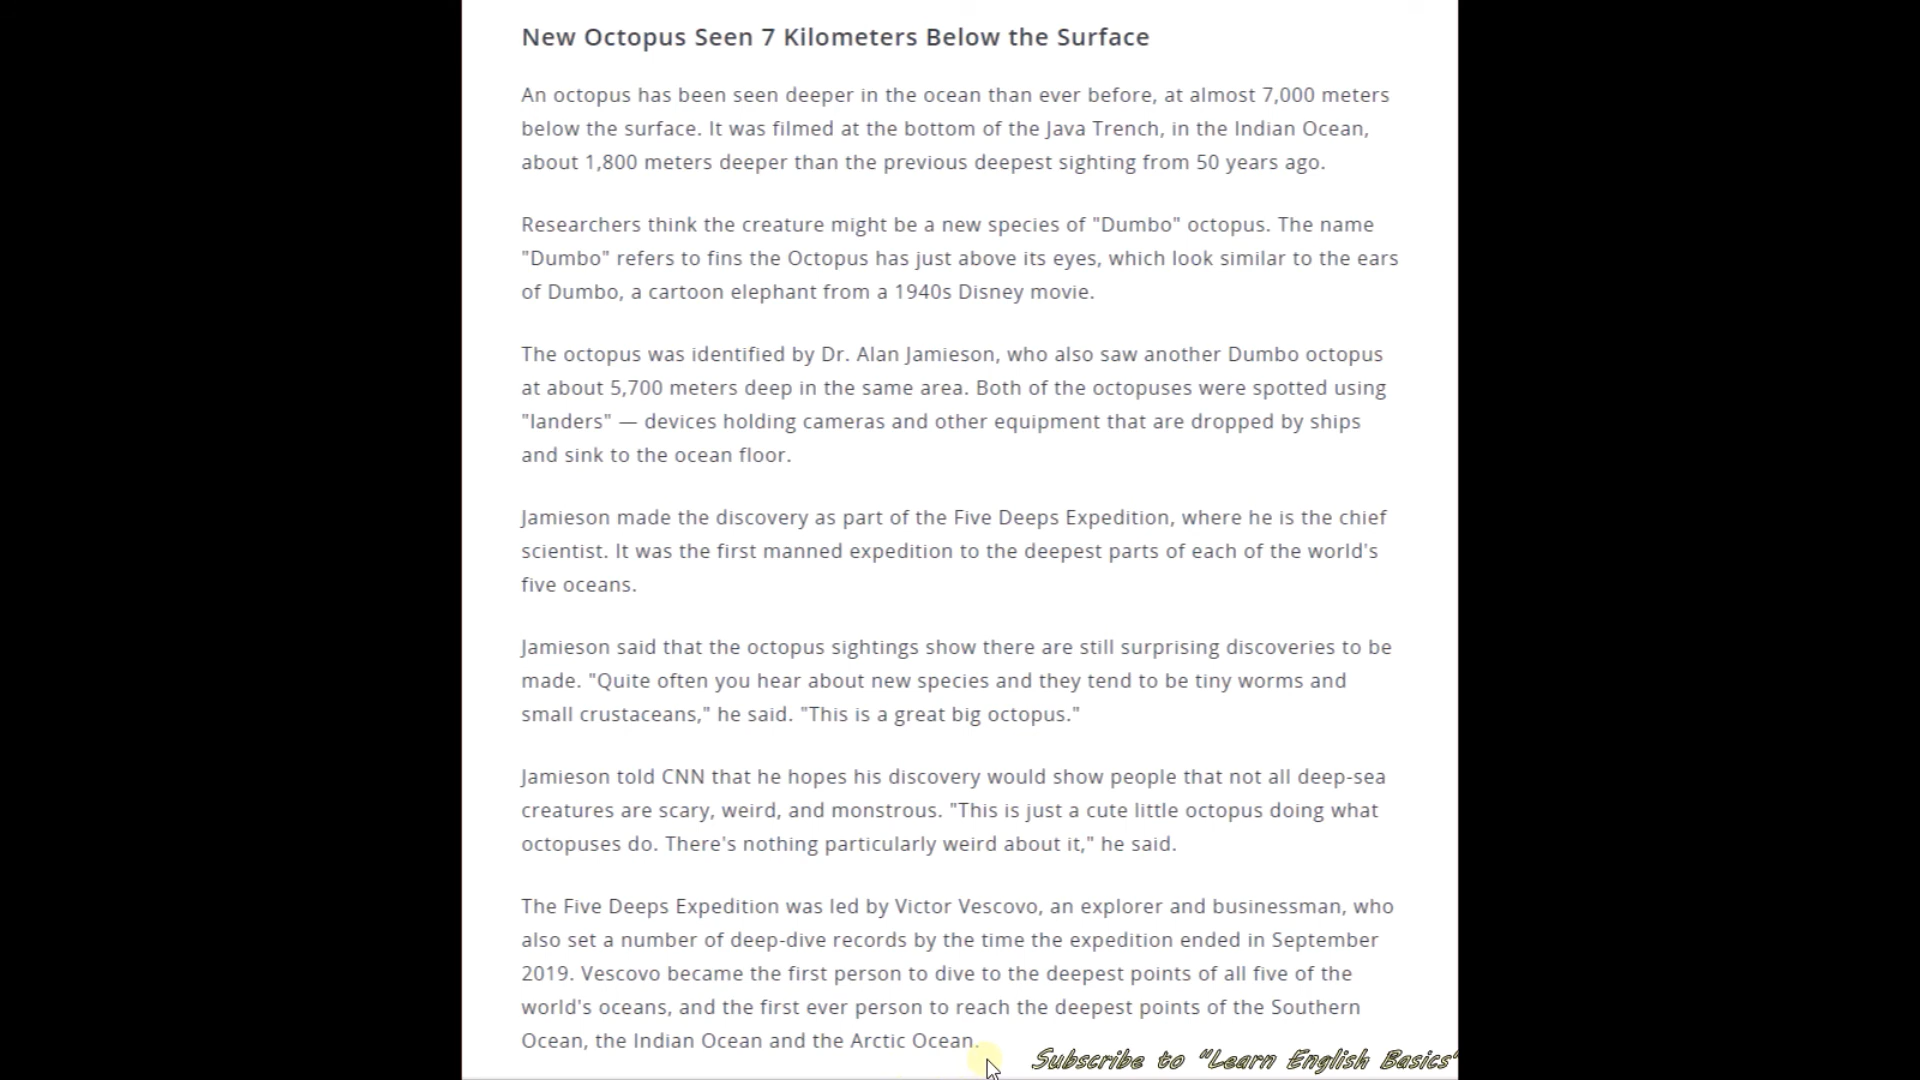 New Octopus Seen 7 Kilometers Below the Surface
An octopus has been seen deeper in the ocean than ever before, at almost 7,000 meters
below the surface. It was filmed at the bottom of the Java Trench, in the Indian Ocean,
about 1,800 meters deeper than the previous deepest sighting from 50 years ago.
Researchers think the creature might be a new species of "Dumbo" octopus. The name
"Dumbo" refers to fins the Octopus has just above its eyes, which look similar to the ears
of Dumbo, a cartoon elephant from a 1940s Disney movie.
The octopus was identified by Dr. Alan Jamieson, who also saw another Dumbo octopus
at about 5,700 meters deep in the same area. Both of the octopuses were spotted using
"landers" — devices holding cameras and other equipment that are dropped by ships
and sink to the ocean floor.
Jamieson made the discovery as part of the Five Deeps Expedition, where he is the chief
scientist. It was the first manned expedition to the deepest parts of each of the world's
five oceans.
Jamieson said that the octopus sightings show there are still surprising discoveries to be
made. "Quite often you hear about new species and they tend to be tiny worms and
small crustaceans," he said. "This is a great big octopus."
Jamieson told CNN that he hopes his discovery would show people that not all deep-sea
creatures are scary, weird, and monstrous. "This is just a cute little octopus doing what
octopuses do. There's nothing particularly weird about it," he said.
The Five Deeps Expedition was led by Victor Vescovo, an explorer and businessman, who
also set a number of deep-dive records by the time the expedition ended in September
2019. Vescovo became the first person to dive to the deepest points of all five of the
world's oceans, and the first ever person to reach the deepest points of the Southern
Ocean, the Indian Ocean and the Arctic Ocean.
Subscribe to "Learn English Basics"